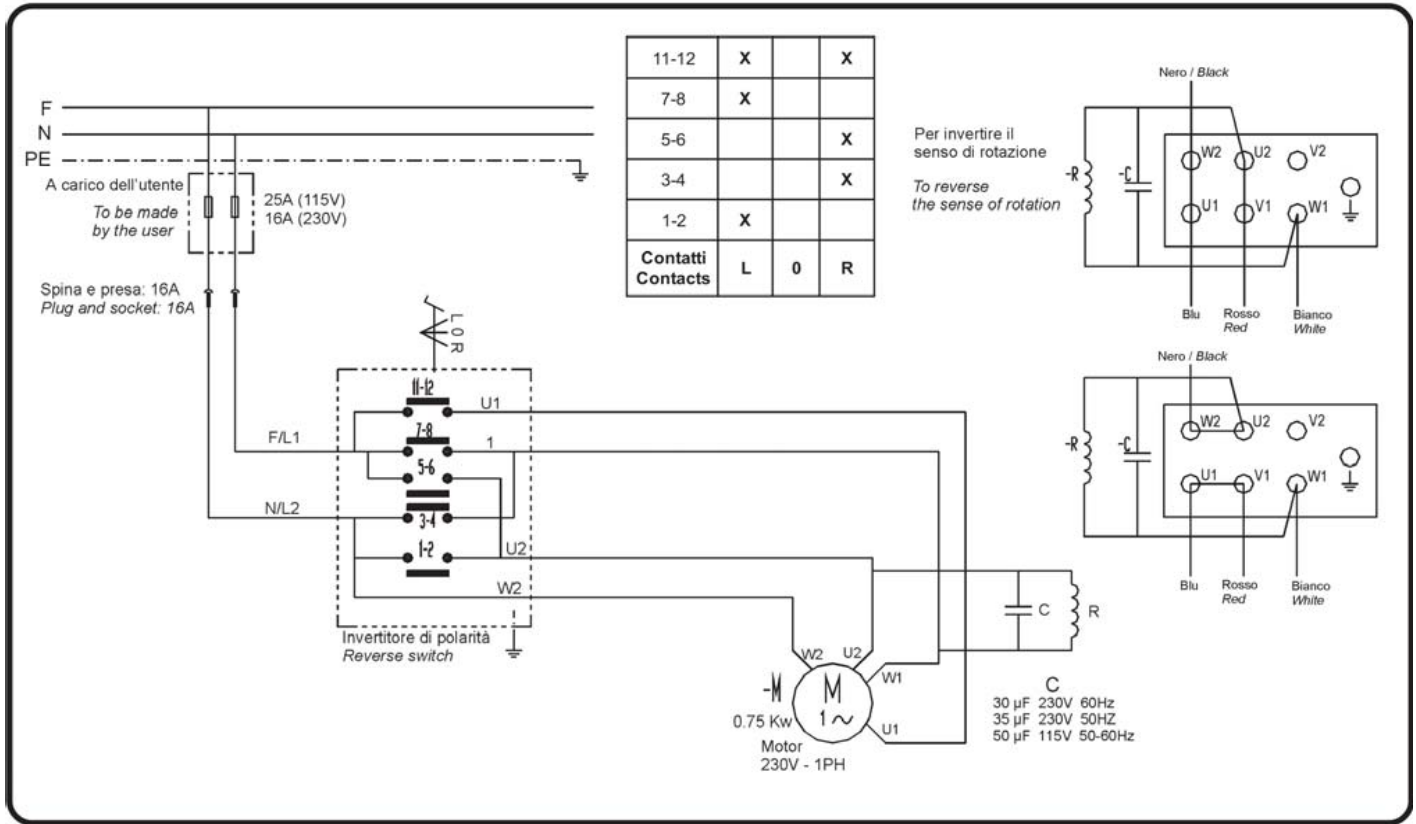 F
N
PE
A carico dell'utente
To be made
by the user
25A (115V)
16A (230V)
Spina e presa: 16A
Plug and socket: 16A
11-12 X X
7-8 X
5-6 X
3-4 X
1-2 X
Contatti
Contacts
L 0 R
L 0 R
11-12
U1
7-8
F/L1
1
5-6
N/L2
3-4
1-2
U2
W2
Invertitore di polarità
Reverse switch
W2 U2
W1
U1
-M
M
1~
0.75 Kw
Motor
230V - 1PH
C
R
C
30 µF 230V 60Hz
35 µF 230V 50HZ
50 µF 115V 50-60Hz
Per invertire il
senso di rotazione
To reverse
the sense of rotation
Nero / Black
-R
-C
W2 U2 V2
U1 V1 W1
Blu
Rosso
Red
Bianco
White
Nero / Black
-R
-C
W2 U2 V2
U1 V1 W1
Blu
Rosso
Red
Bianco
White